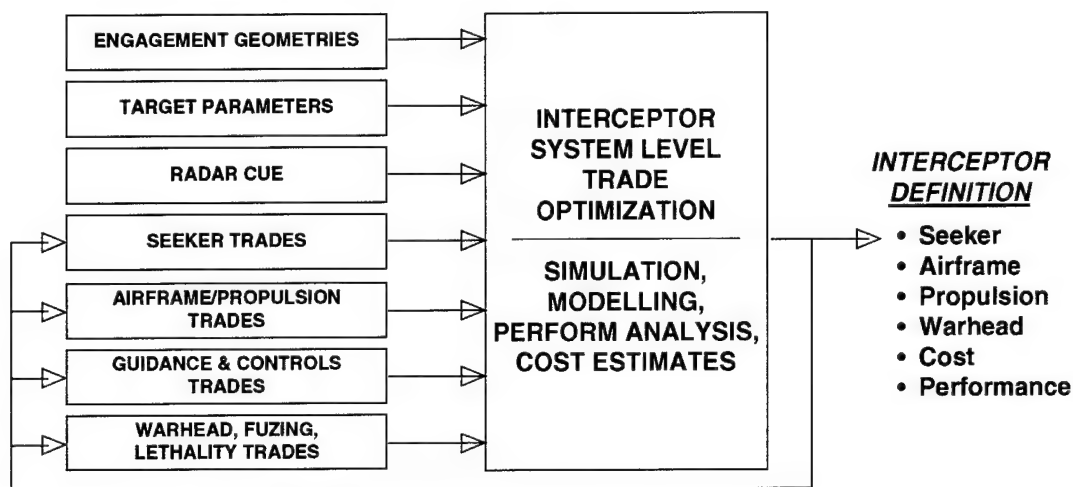 ENGAGEMENT GEOMETRIES
TARGET PARAMETERS
RADAR CUE
SEEKER TRADES
AIRFRAME/PROPULSION
TRADES
GUIDANCE & CONTROLS
TRADES
WARHEAD, FUZING,
LETHALITY TRADES
INTERCEPTOR
SYSTEM LEVEL
TRADE
OPTIMIZATION
SIMULATION,
MODELLING,
PERFORM ANALYSIS,
COST ESTIMATES
INTERCEPTOR
DEFINITION
• Seeker
• Airframe
• Propulsion
• Warhead
• Cost
• Performance